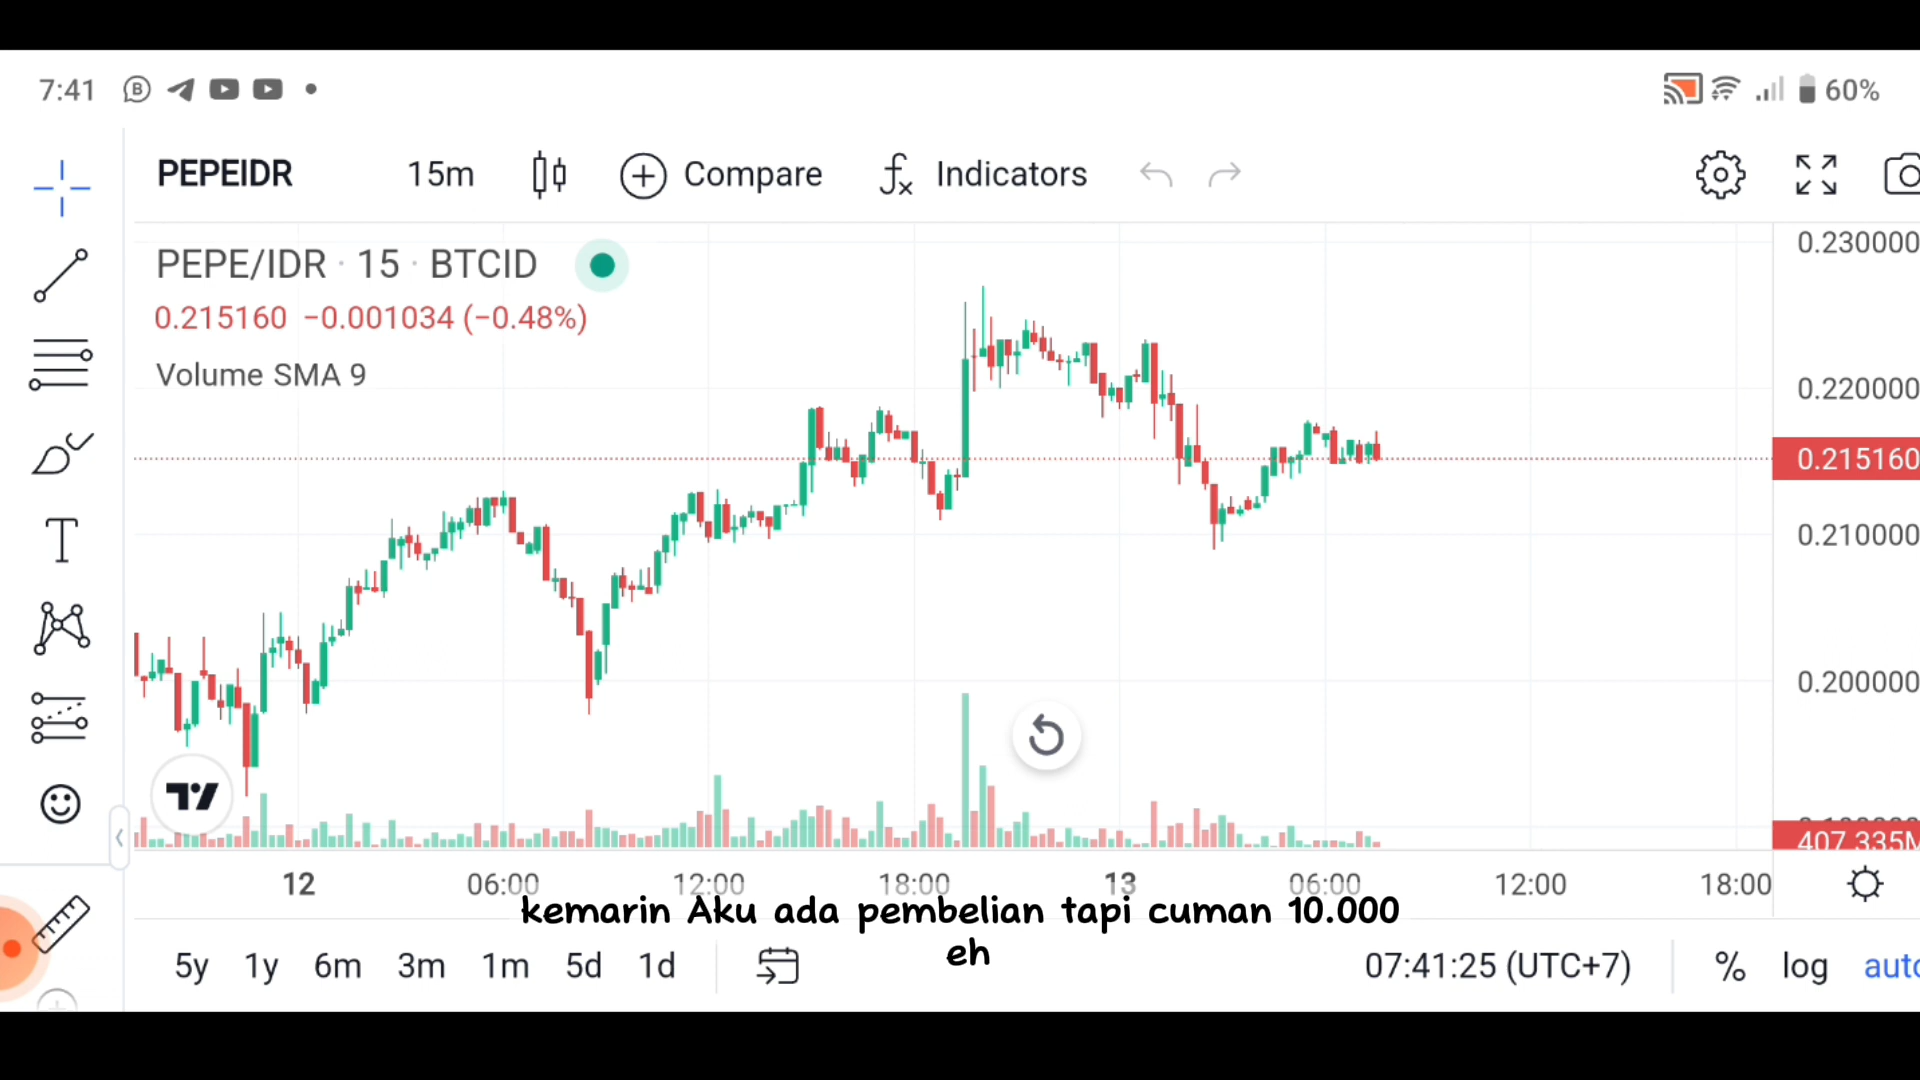 7:41
60%
PEPEIDR 15m Compare Indicators
PEPE/IDR · 15 · BTCID
0.215160 −0.001034 (−0.48%)
Volume SMA 9
0.230000
0.220000
0.215160
0.210000
0.200000
407.335M
12 06:00 12:00 18:00 13 06:00 12:00 18:00
kemarin Aku ada pembelian tapi cuman 10.000
eh
5y 1y 6m 3m 1m 5d 1d 07:41:25 (UTC+7) % log auto